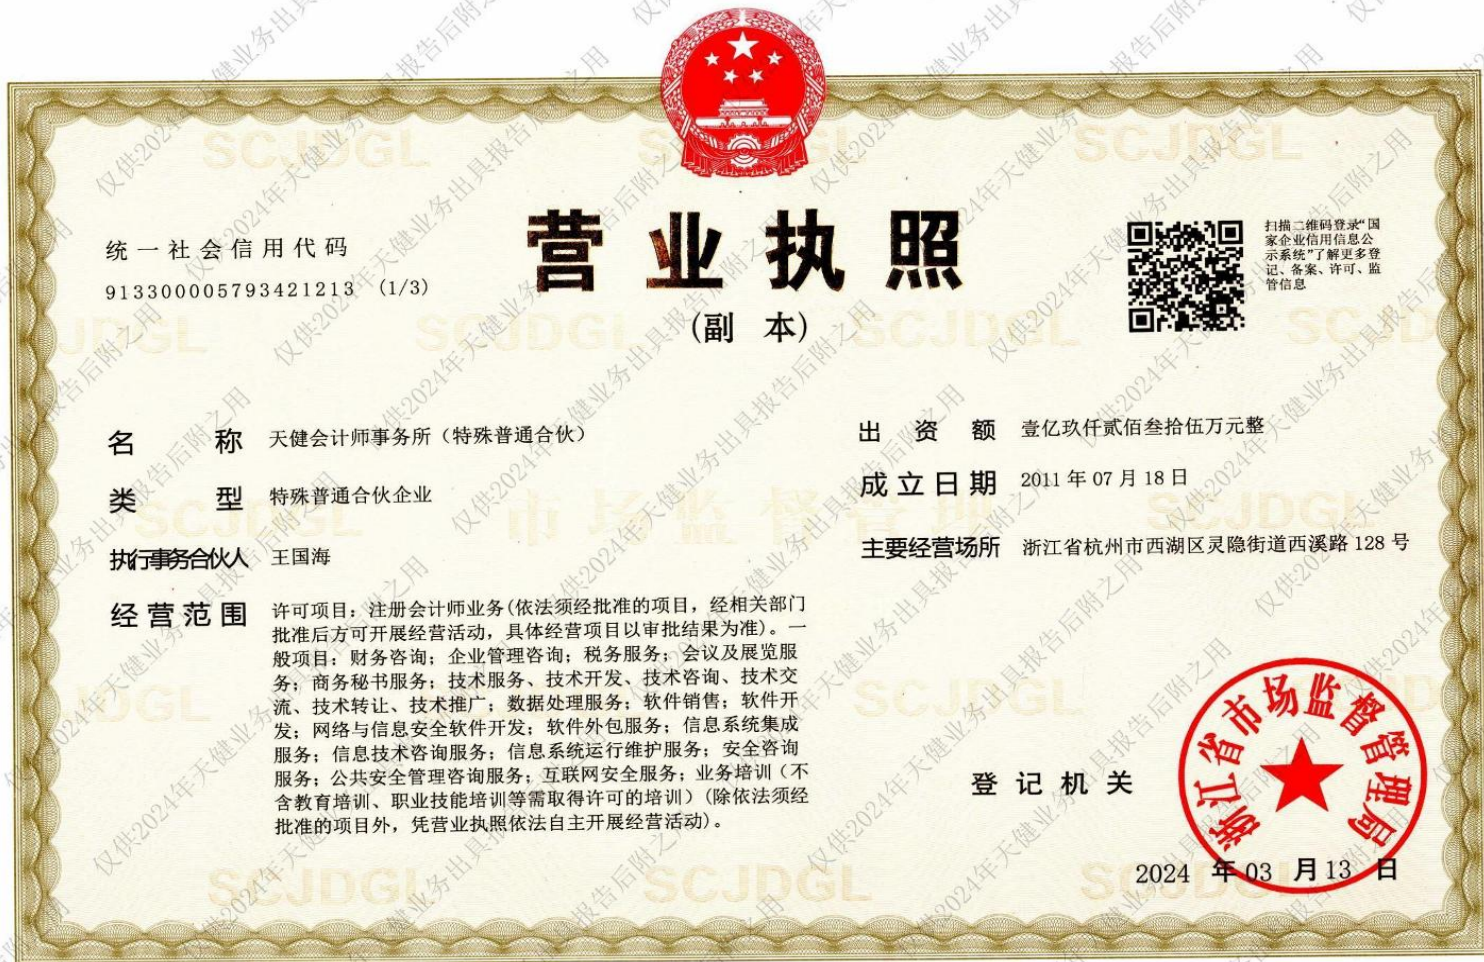 营业执照
(副 本)
统一社会信用代码
913300005793421213 (1/3)
扫描二维码登录“国
家企业信用信息公
示系统”了解更多登
记、备案、许可、监
管信息
名 称 天健会计师事务所（特殊普通合伙）
类 型 特殊普通合伙企业
执行事务合伙人 王国海
经营范围 许可项目：注册会计师业务(依法须经批准的项目，经相关部门
批准后方可开展经营活动，具体经营项目以审批结果为准)。一
般项目：财务咨询；企业管理咨询；税务服务；会议及展览服
务；商务秘书服务；技术服务、技术开发、技术咨询、技术交
流、技术转让、技术推广；数据处理服务；软件销售；软件开
发；网络与信息安全软件开发；软件外包服务；信息系统集成
服务；信息技术咨询服务；信息系统运行维护服务；安全咨询
服务；公共安全管理咨询服务；互联网安全服务；业务培训（不
含教育培训、职业技能培训等需取得许可的培训）(除依法须经
批准的项目外，凭营业执照依法自主开展经营活动)。
出 资 额 壹亿玖仟贰佰叁拾伍万元整
成立日期 2011年07月18日
主要经营场所 浙江省杭州市西湖区灵隐街道西溪路128号
登记机关
浙江省市场监督管理局
2024 年 03 月 13 日
仅供2024年天健业务出具报告后附之用
SCJDGL
市场监督管理